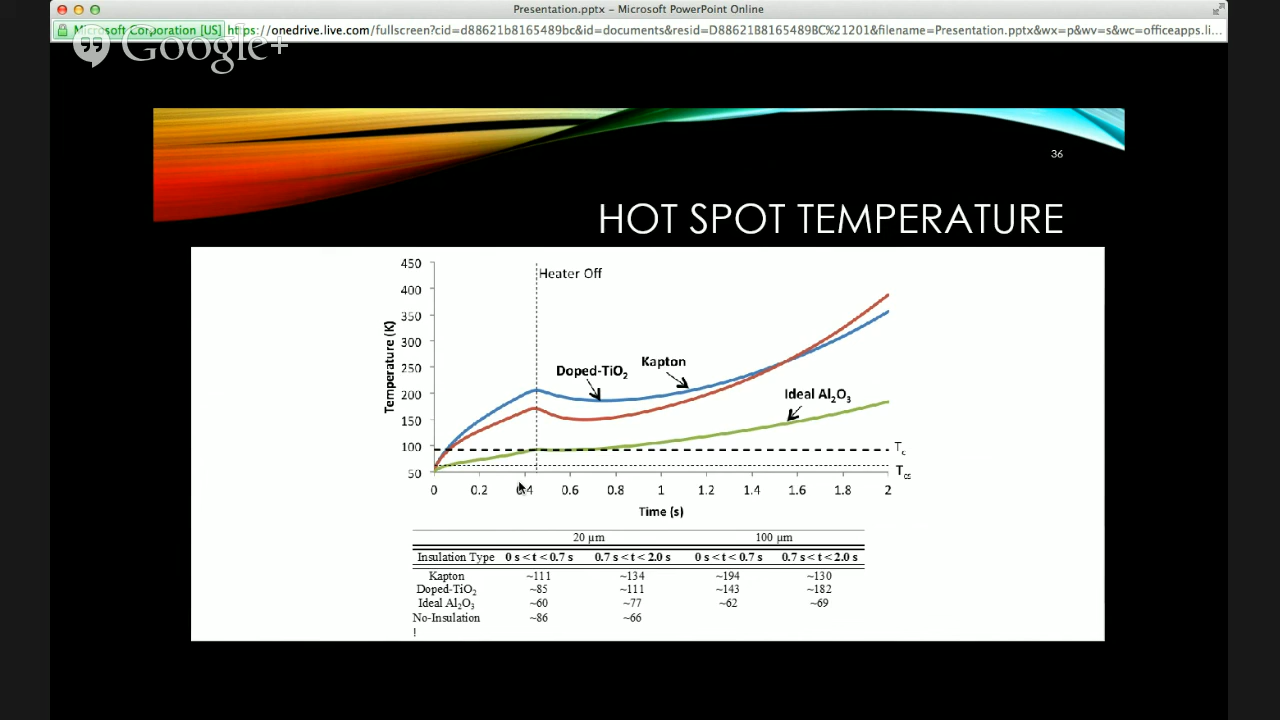 Presentation.pptx – Microsoft PowerPoint Online
Microsoft Corporation [US] https://onedrive.live.com/fullscreen?cid=d88621b8165489bc&id=documents&resid=D88621B8165489BC%21201&filename=Presentation.pptx&wx=p&wv=s&wc=officeapps.li...
Google+
36
HOT SPOT TEMPERATURE
450
400
350
300
250
200
150
100
50
Temperature (K)
Heater Off
Doped-TiO₂
Kapton
Ideal Al₂O₃
Tc
Tcs
0 0.2 0.4 0.6 0.8 1 1.2 1.4 1.6 1.8 2
Time (s)
20 µm 100 µm
Insulation Type 0 s < t < 0.7 s 0.7 s < t < 2.0 s 0 s < t < 0.7 s 0.7 s < t < 2.0 s
Kapton ~111 ~134 ~194 ~130
Doped-TiO₂ ~85 ~111 ~143 ~182
Ideal Al₂O₃ ~60 ~77 ~62 ~69
No-Insulation ~86 ~66
!